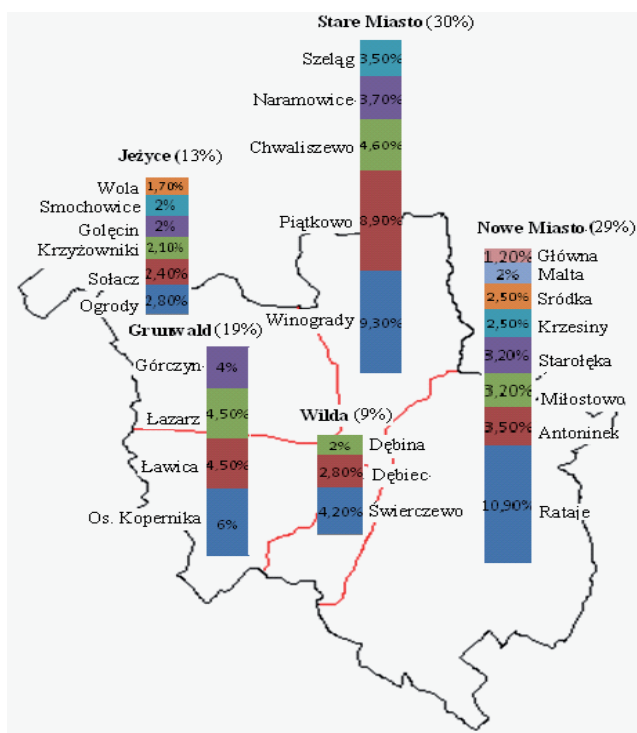 Stare Miasto (30%)
Szeląg 3,50%
Naramowice 3,70%
Chwaliszewo 4,60%
Piątkowo 8,90%
Winogrady 9,30%
Jeżyce (13%)
Wola 1,70%
Smochowice 2%
Golęcin 2%
Krzyżowniki 2,10%
Sołacz 2,40%
Ogrody 2,80%
Nowe Miasto (29%)
1,20% Główna
2% Malta
2,50% Śródka
2,50% Krzesiny
3,20% Starołęka
3,20% Miłostowo
3,50% Antoninek
10,90% Rataje
Grunwald (19%)
Górczyn 4%
Łazarz 4,50%
Ławica 4,50%
Os. Kopernika 6%
Wilda (9%)
2% Dębina
2,80% Dębiec
4,20% Świerczewo